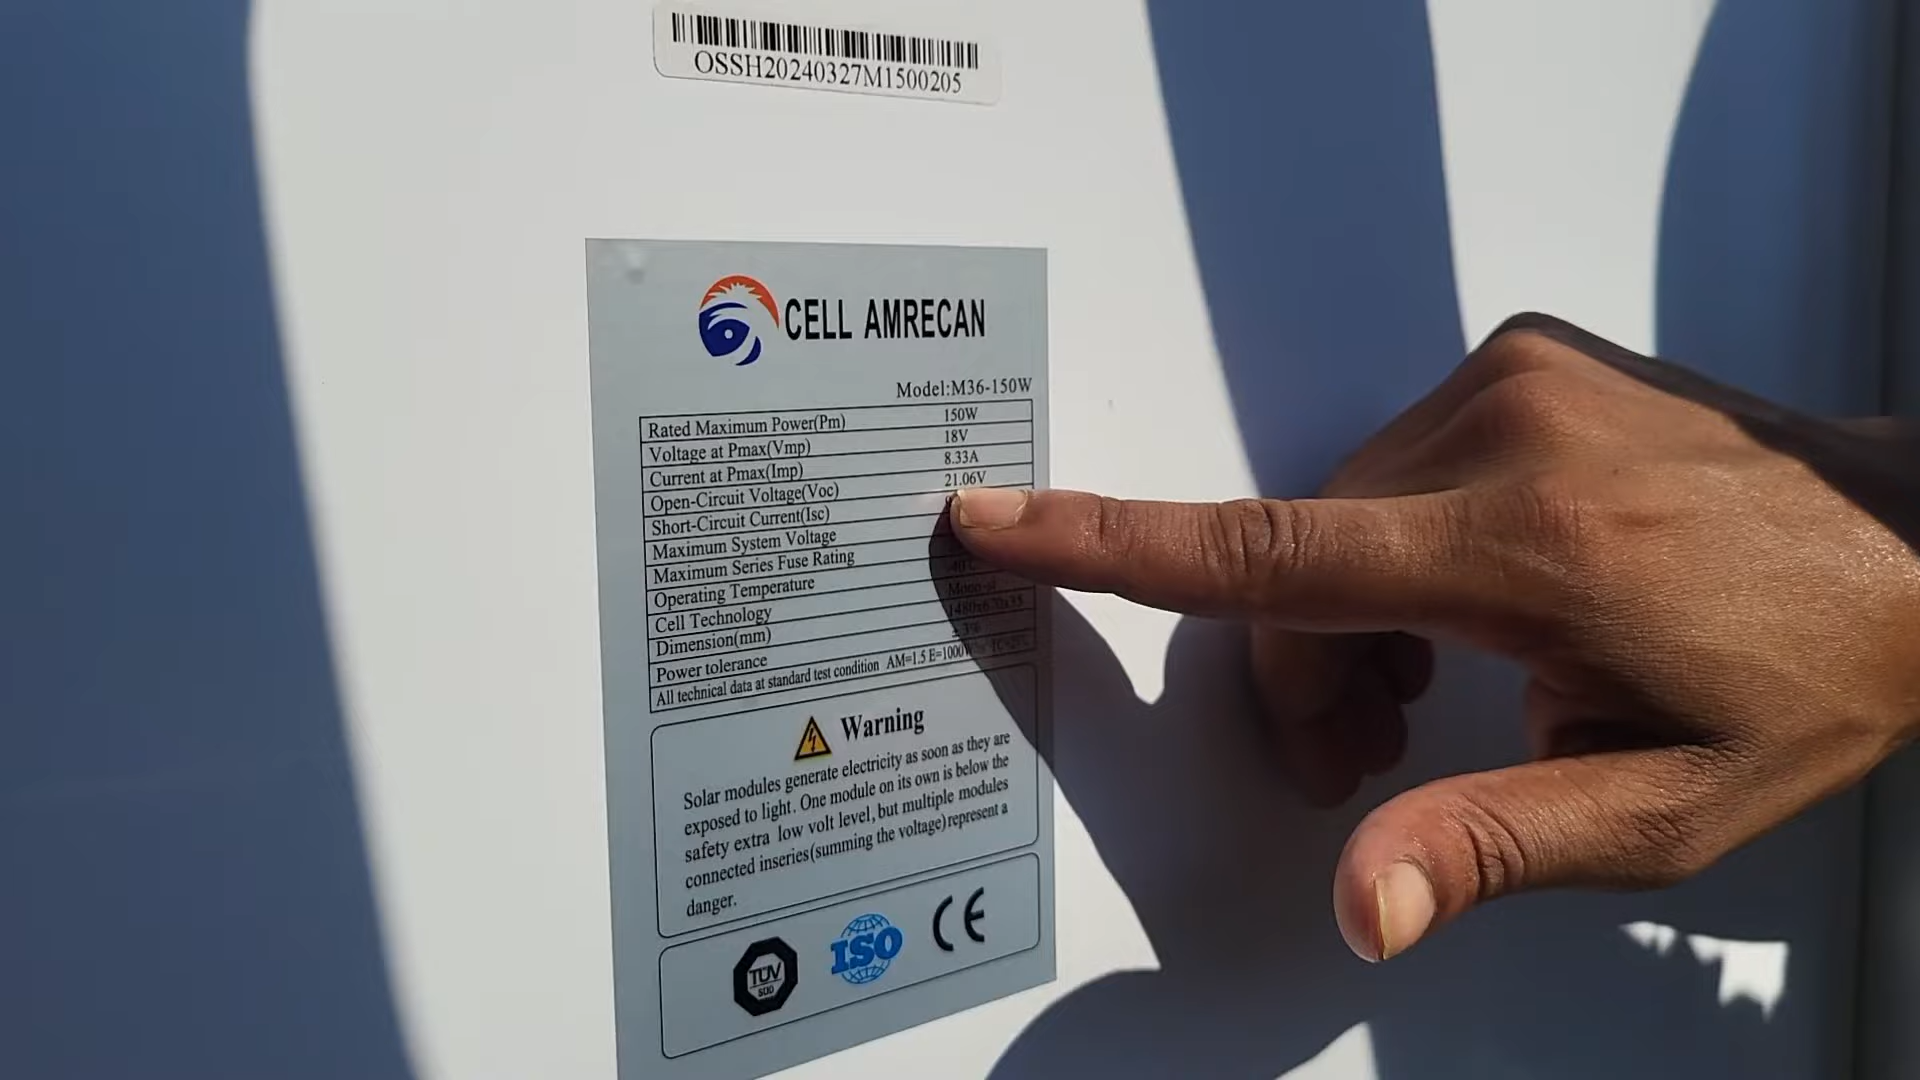 OSSH20240327M1500205
CELL AMRECAN
Model:M36-150W
Rated Maximum Power(Pm) 150W
Voltage at Pmax(Vmp) 18V
Current at Pmax(Imp) 8.33A
Open-Circuit Voltage(Voc) 21.06V
Short-Circuit Current(Isc)
Maximum System Voltage
Maximum Series Fuse Rating
Operating Temperature
Cell Technology Mono-si
Dimension(mm) 1480x670x35
Power tolerance ±3%
All technical data at standard test condition AM=1.5 E=1000W/m² TC=25℃
Warning
Solar modules generate electricity as soon as they are
exposed to light. One module on its own is below the
safety extra low volt level, but multiple modules
connected inseries(summing the voltage)represent a
danger.
TÜV
SÜD
ISO
CE